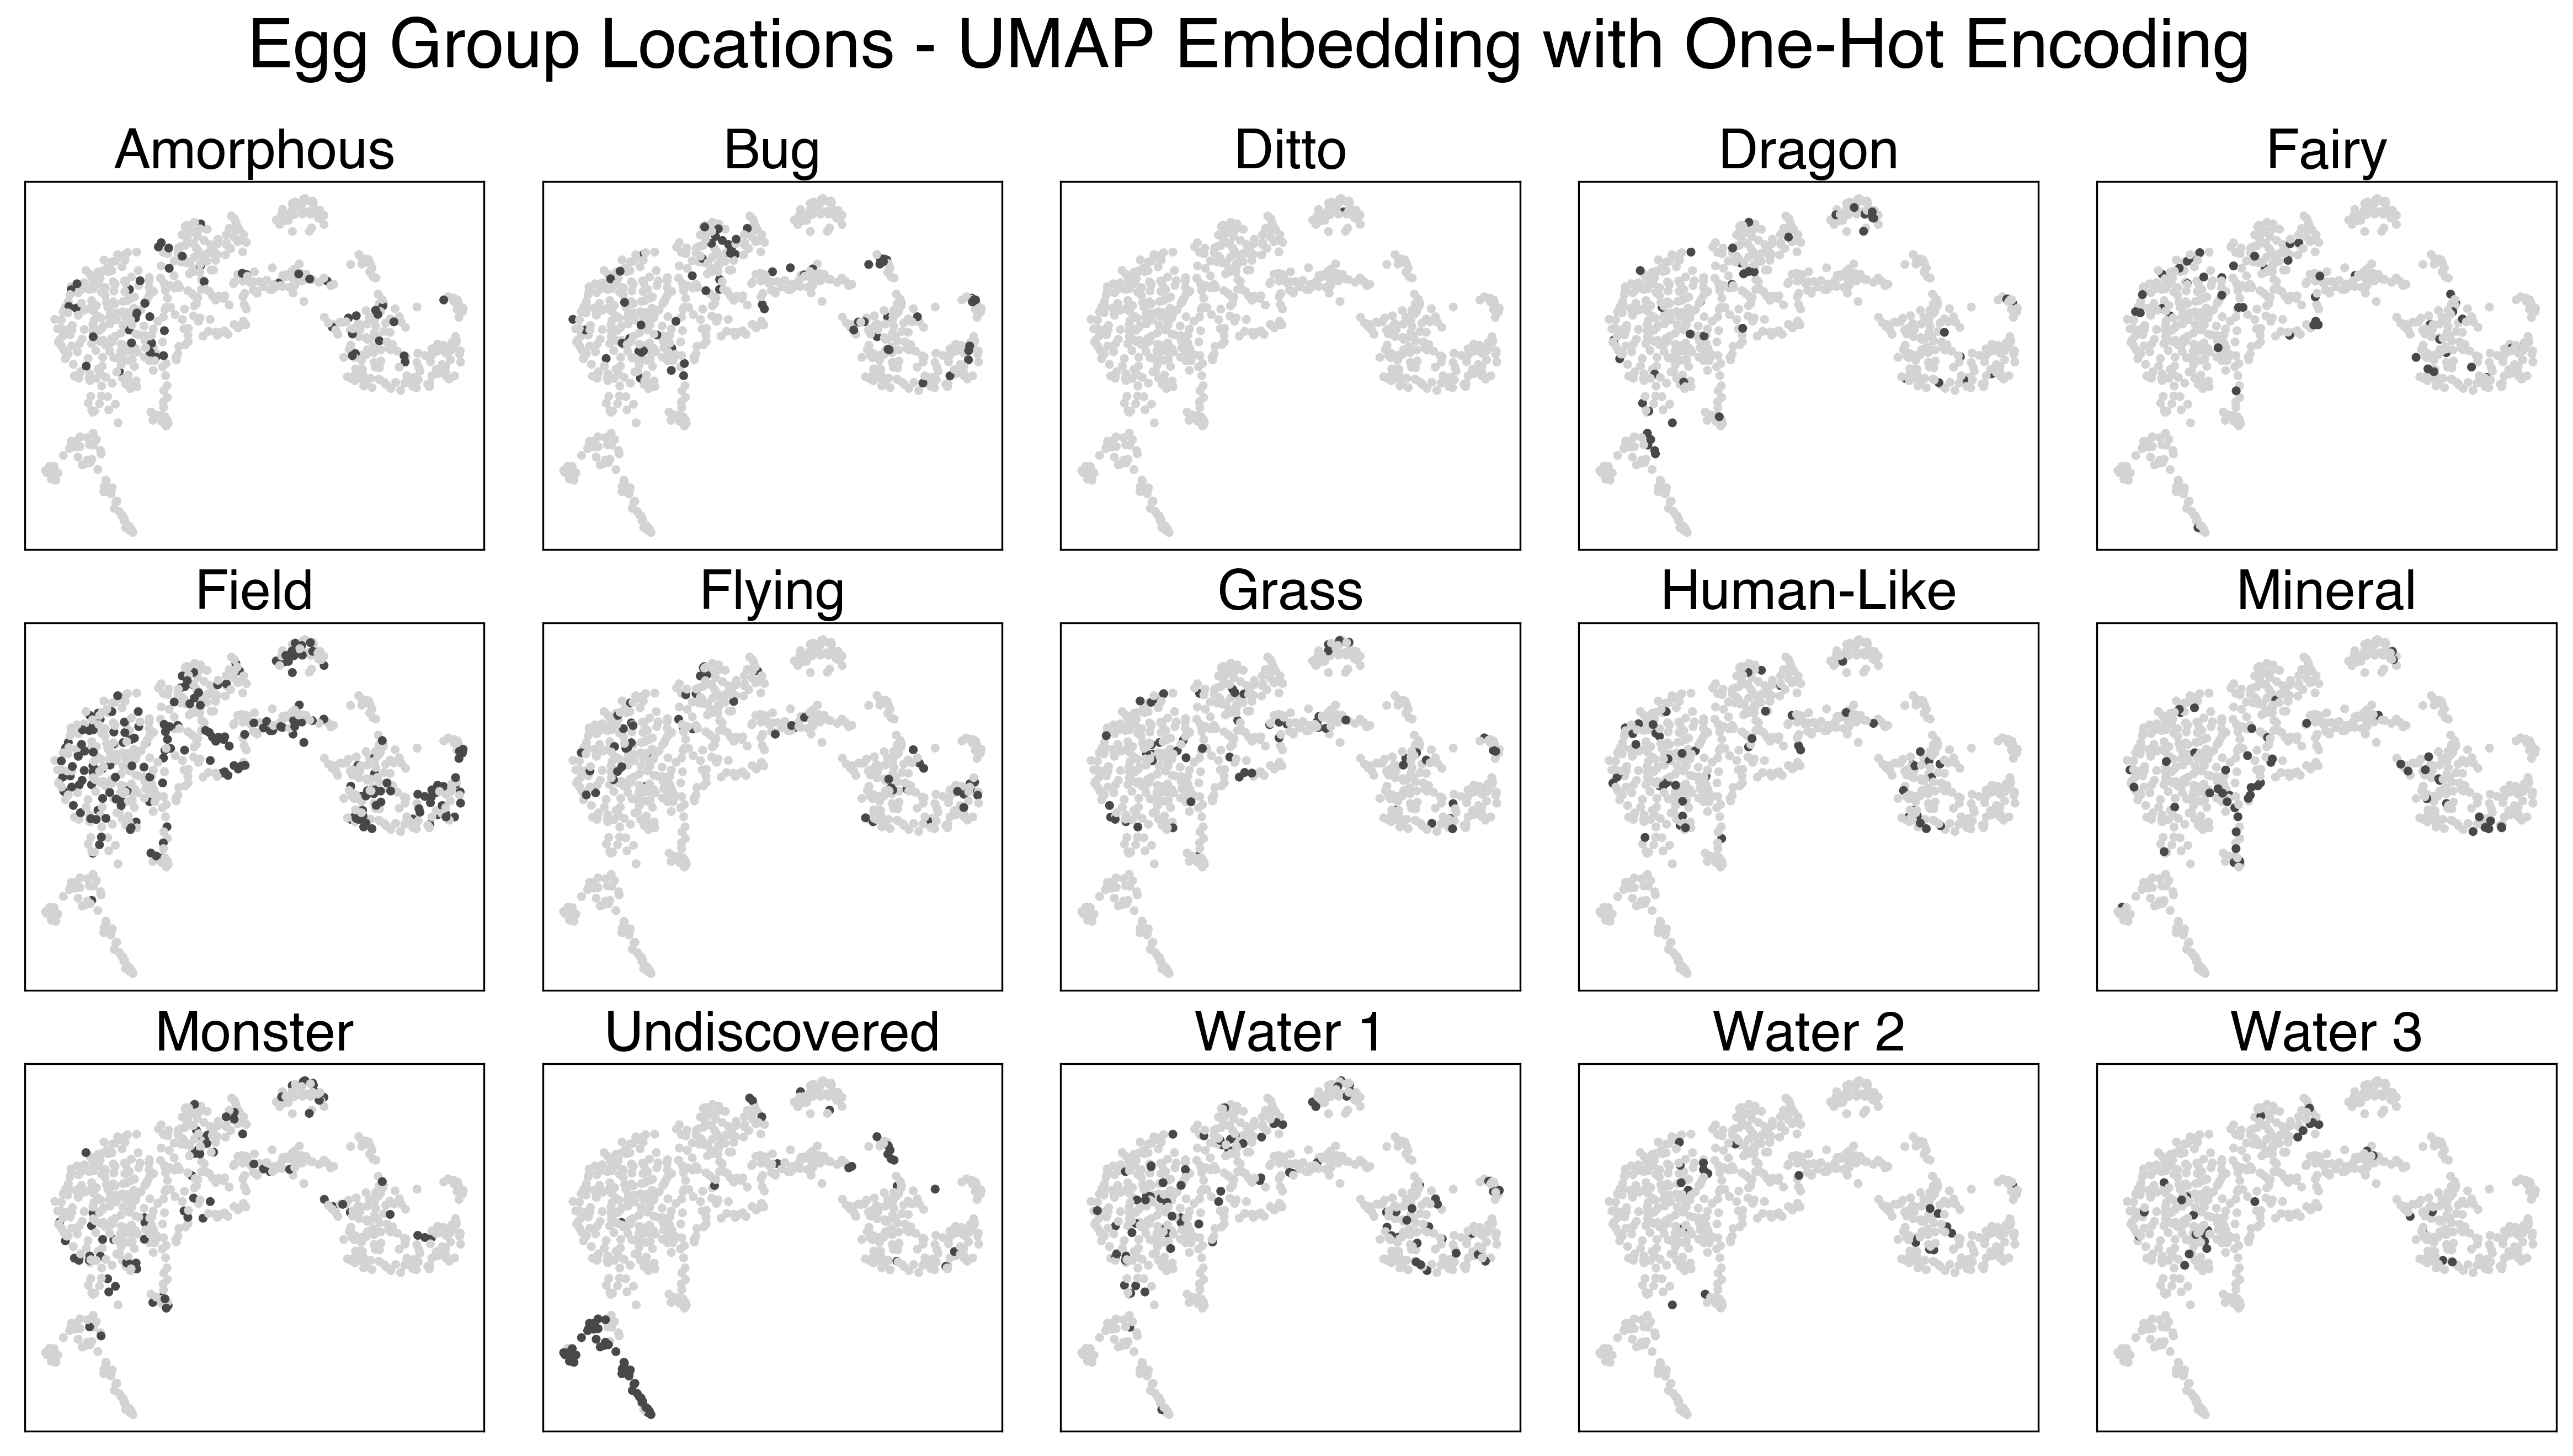 Egg Group Locations - UMAP Embedding with One-Hot Encoding
Amorphous
Bug
Ditto
Dragon
Fairy
Field
Flying
Grass
Human-Like
Mineral
Monster
Undiscovered
Water 1
Water 2
Water 3